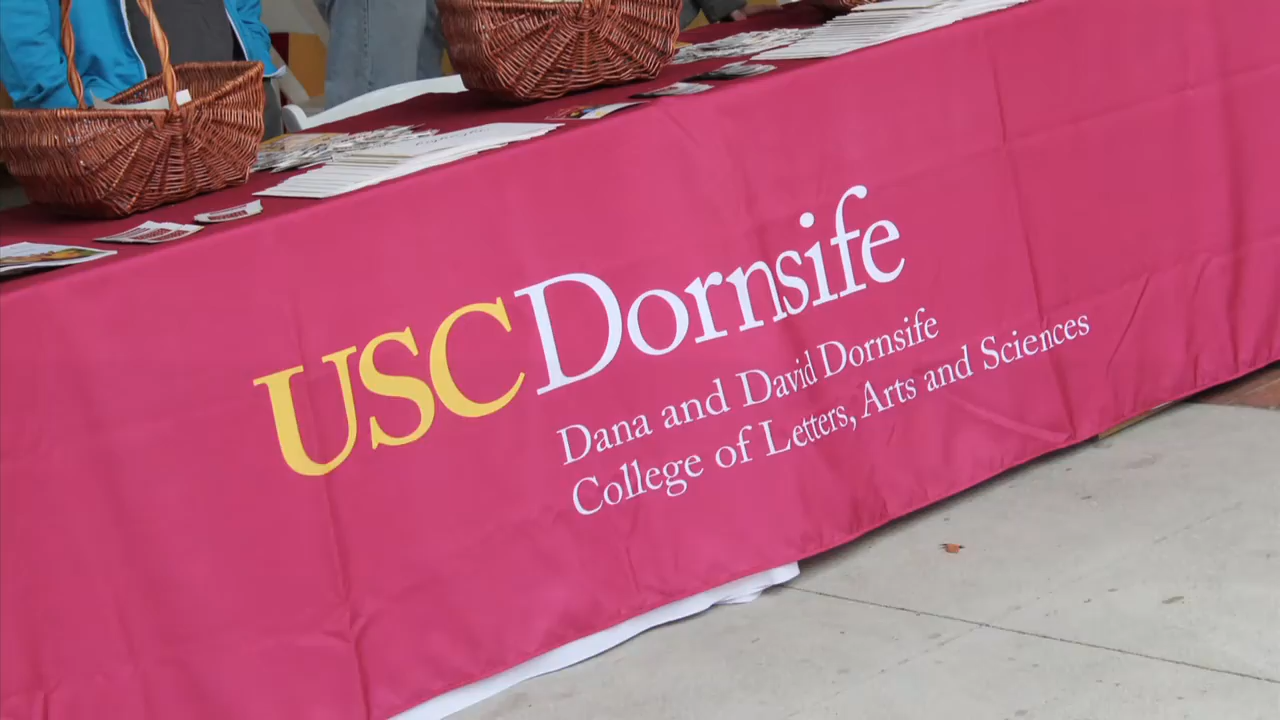 USCDornsife
Dana and David Dornsife
College of Letters, Arts and Sciences